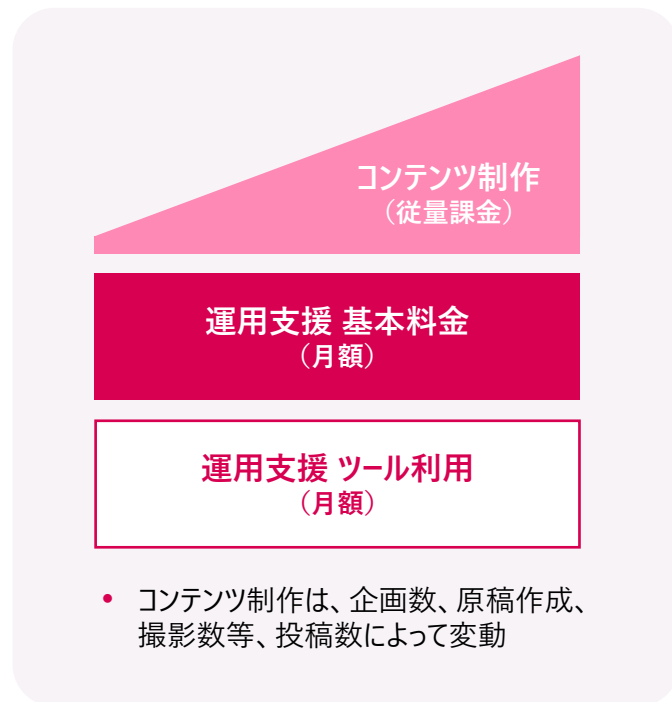 コンテンツ制作
（従量課金）
運用支援 基本料金
（月額）
運用支援 ツール利用
（月額）
• コンテンツ制作は、企画数、原稿作成、
撮影数等、投稿数によって変動